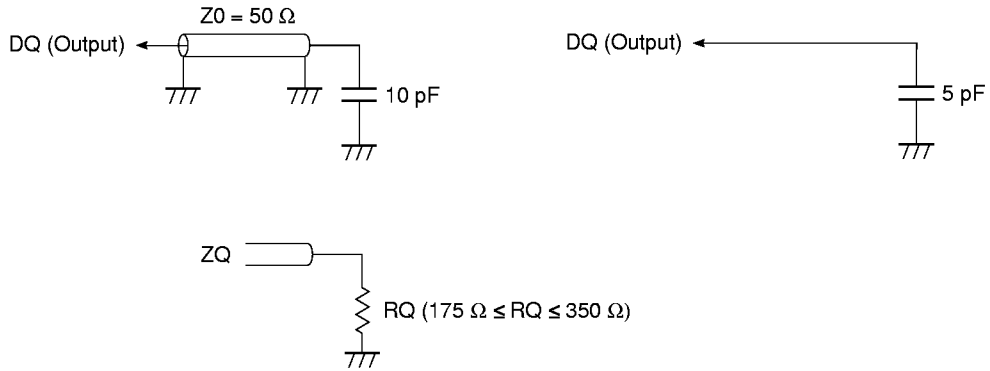 Z0 = 50 Ω
DQ (Output)
10 pF
DQ (Output)
5 pF
ZQ
RQ (175 Ω ≤ RQ ≤ 350 Ω)